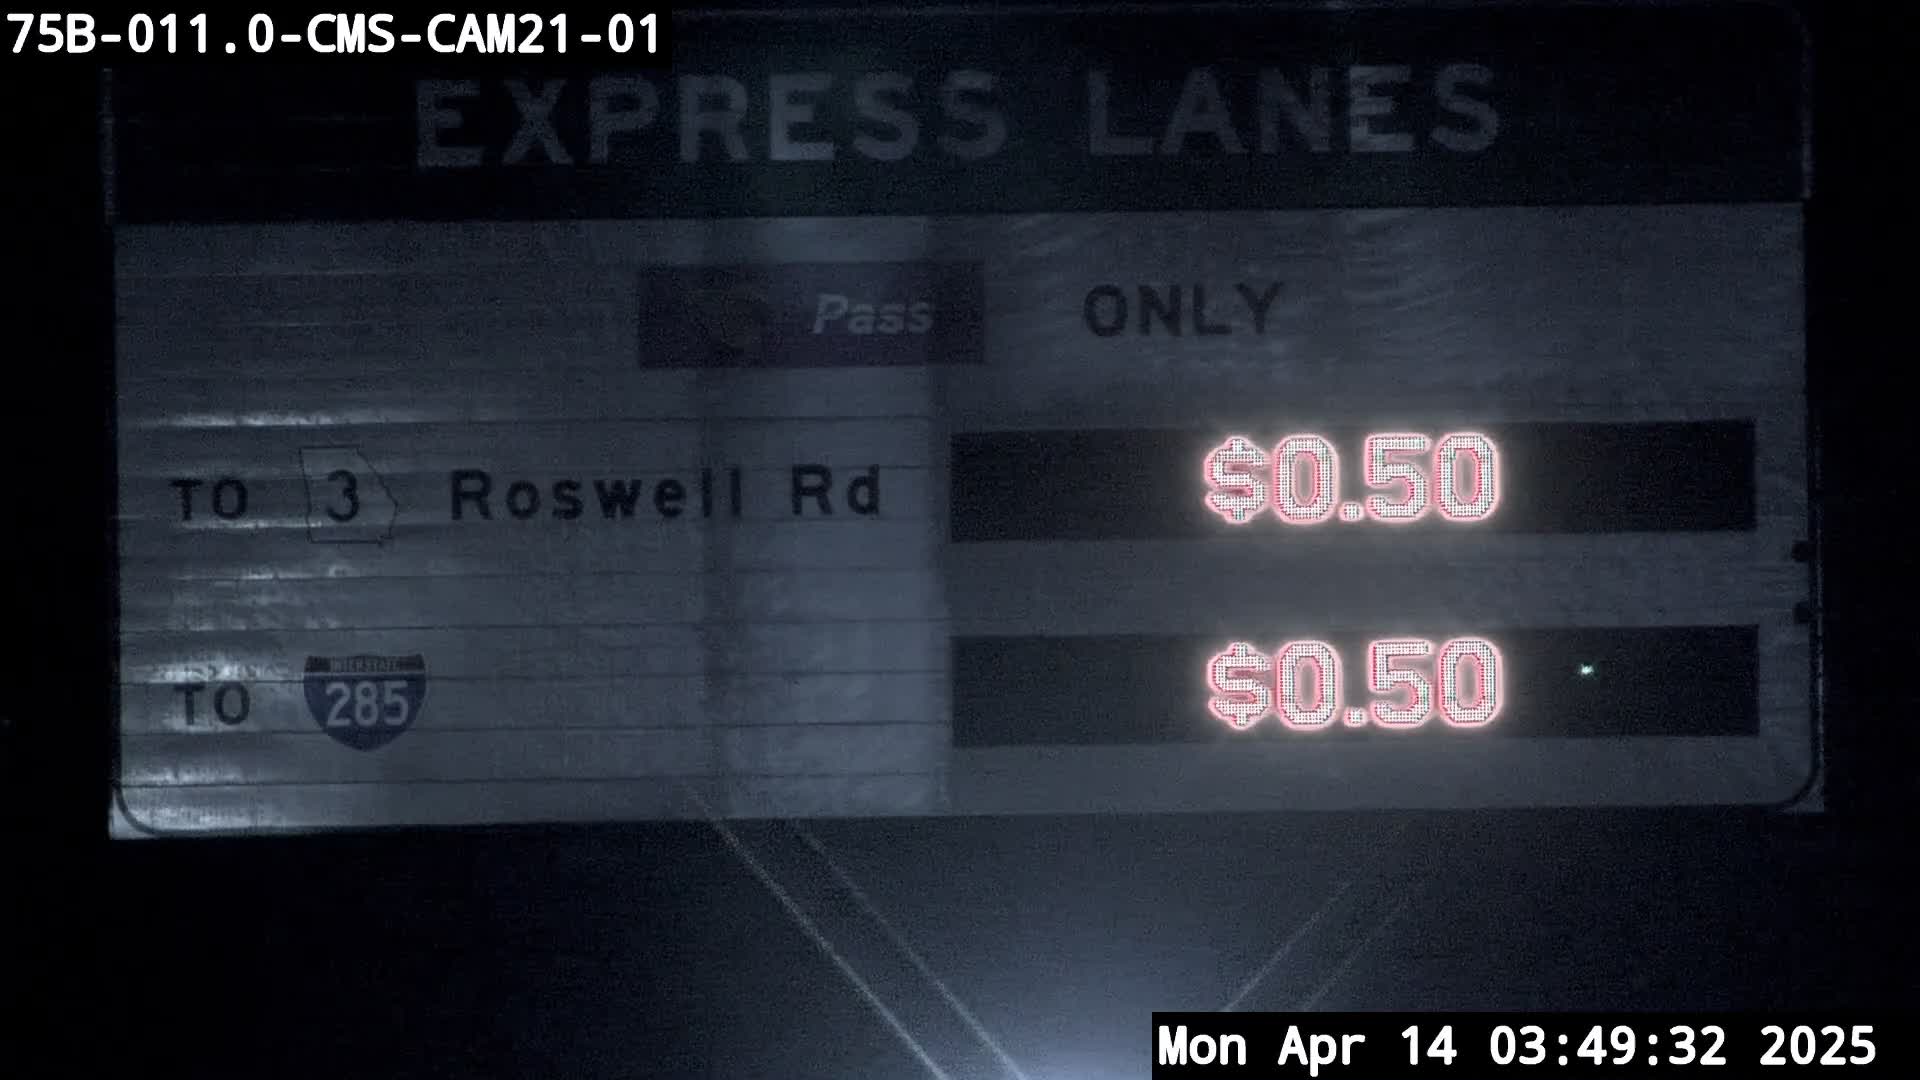 75B-011.0-CMS-CAM21-01
EXPRESS LANES
Pass ONLY
TO 3 Roswell Rd $0.50
INTERSTATE
TO 285 $0.50
Mon Apr 14 03:49:32 2025